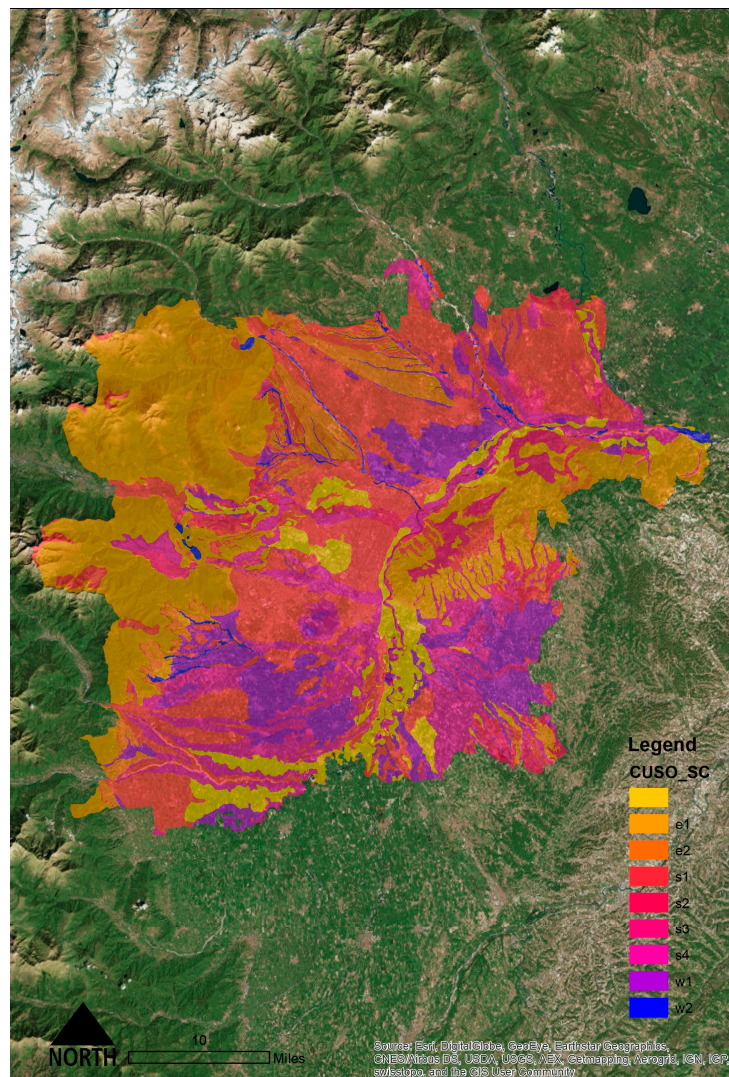 Legend
CUSO_SC
e1
e2
s1
s2
s3
s4
w1
w2
NORTH
10
Miles
Source: Esri, DigitalGlobe, GeoEye, Earthstar Geographics,
CNES/Airbus DS, USDA, USGS, AEX, Getmapping, Aerogrid, IGN, IGP,
swisstopo, and the GIS User Community